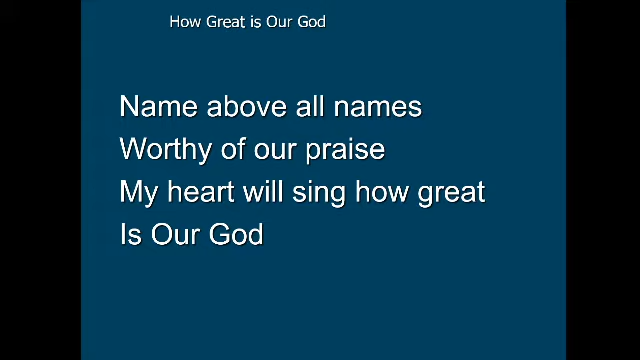 How Great is Our God
Name above all names
Worthy of our praise
My heart will sing how great
Is Our God